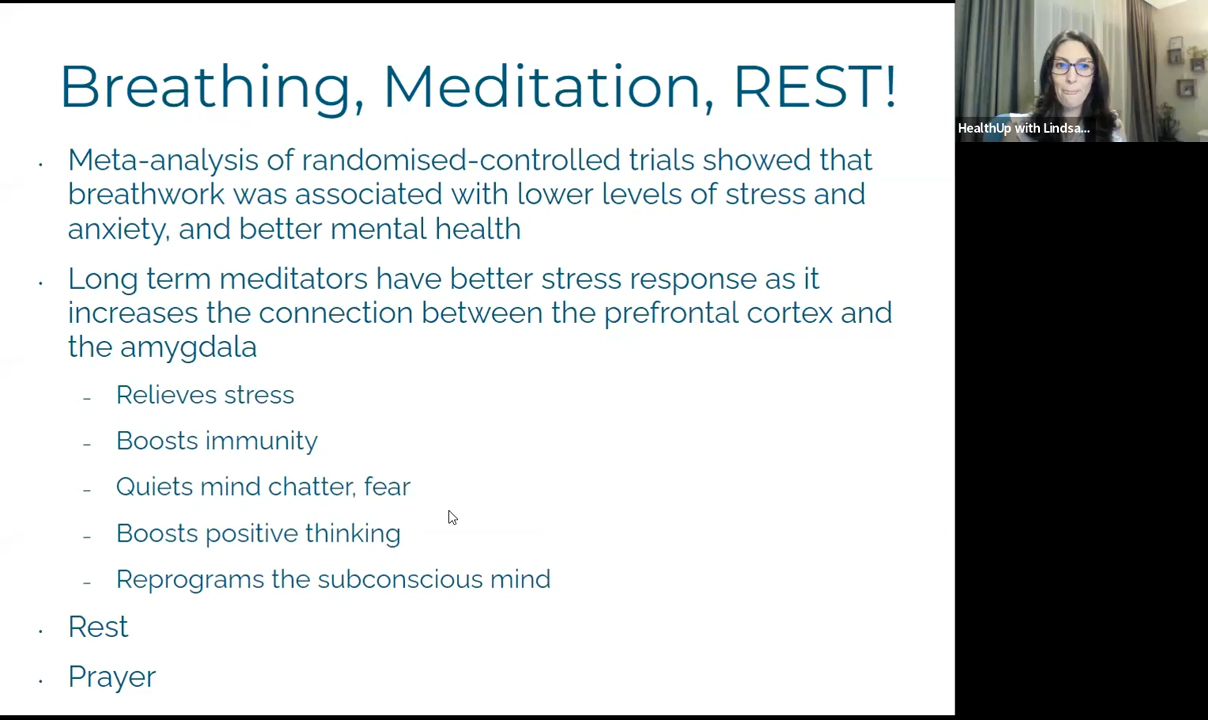 Breathing, Meditation, REST!
· Meta-analysis of randomised-controlled trials showed that
breathwork was associated with lower levels of stress and
anxiety, and better mental health
· Long term meditators have better stress response as it
increases the connection between the prefrontal cortex and
the amygdala
- Relieves stress
- Boosts immunity
- Quiets mind chatter, fear
- Boosts positive thinking
- Reprograms the subconscious mind
· Rest
· Prayer
HealthUp with Lindsa...